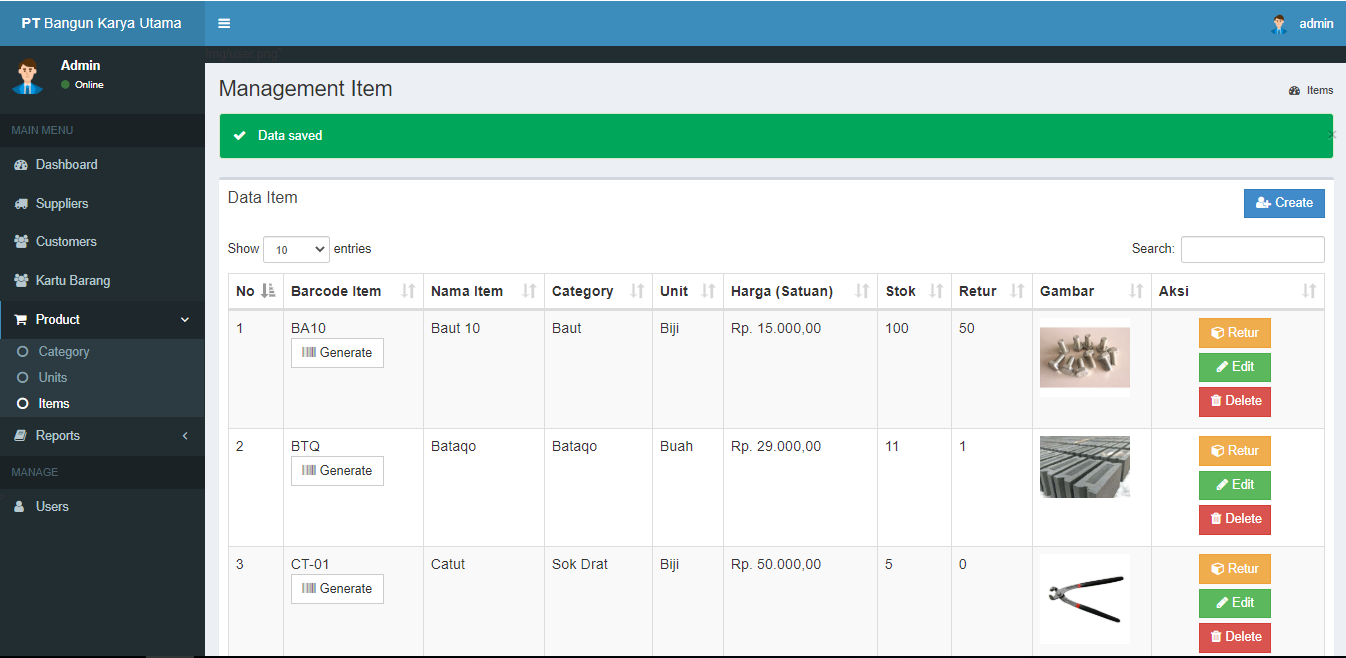 PT Bangun Karya Utama
admin
Admin
Online
Management Item
Items
MAIN MENU
Data saved
×
Dashboard
Suppliers
Customers
Kartu Barang
Product
Category
Units
Items
Reports
MANAGE
Users
Data Item
Create
Show 10 entries
Search:
No Barcode Item Nama Item Category Unit Harga (Satuan) Stok Retur Gambar Aksi
1 BA10 Baut 10 Baut Biji Rp. 15.000,00 100 50 Retur
Generate
Edit
Delete
2 BTQ Bataqo Bataqo Buah Rp. 29.000,00 11 1 Retur
Generate
Edit
Delete
3 CT-01 Catut Sok Drat Biji Rp. 50.000,00 5 0 Retur
Generate
Edit
Delete